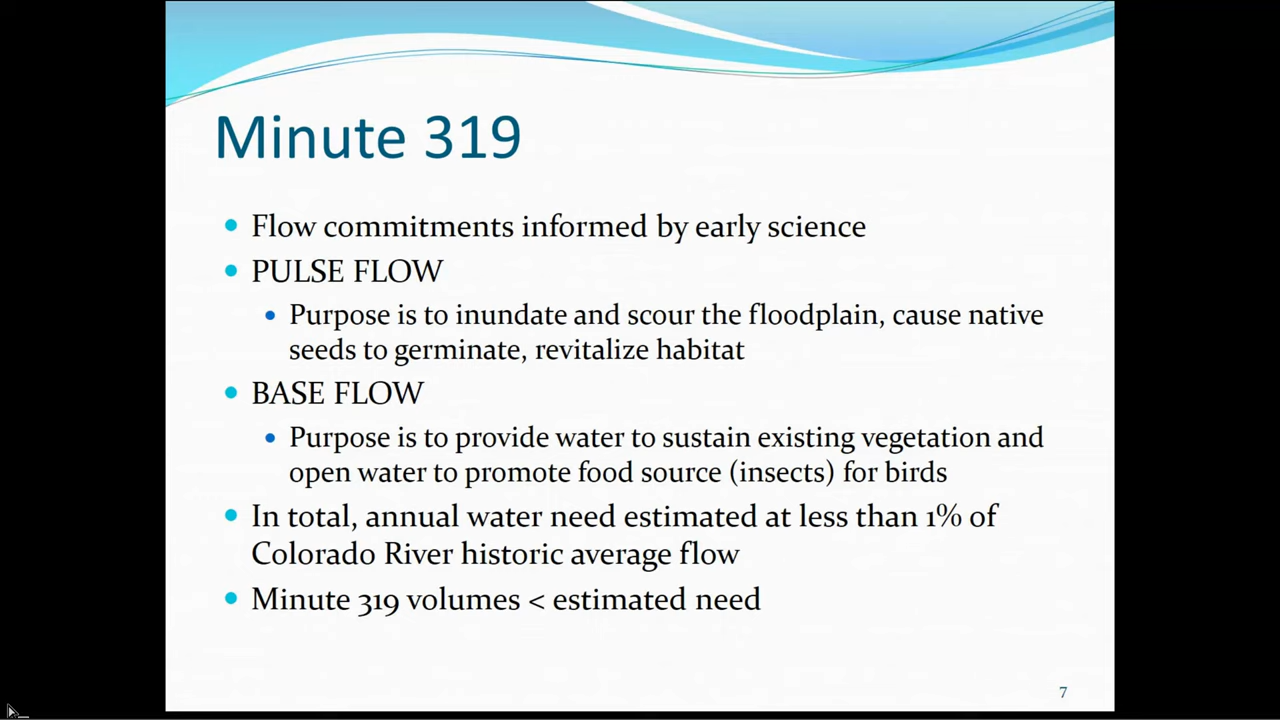 Minute 319
Flow commitments informed by early science
PULSE FLOW
Purpose is to inundate and scour the floodplain, cause native
seeds to germinate, revitalize habitat
BASE FLOW
Purpose is to provide water to sustain existing vegetation and
open water to promote food source (insects) for birds
In total, annual water need estimated at less than 1% of
Colorado River historic average flow
Minute 319 volumes < estimated need
7